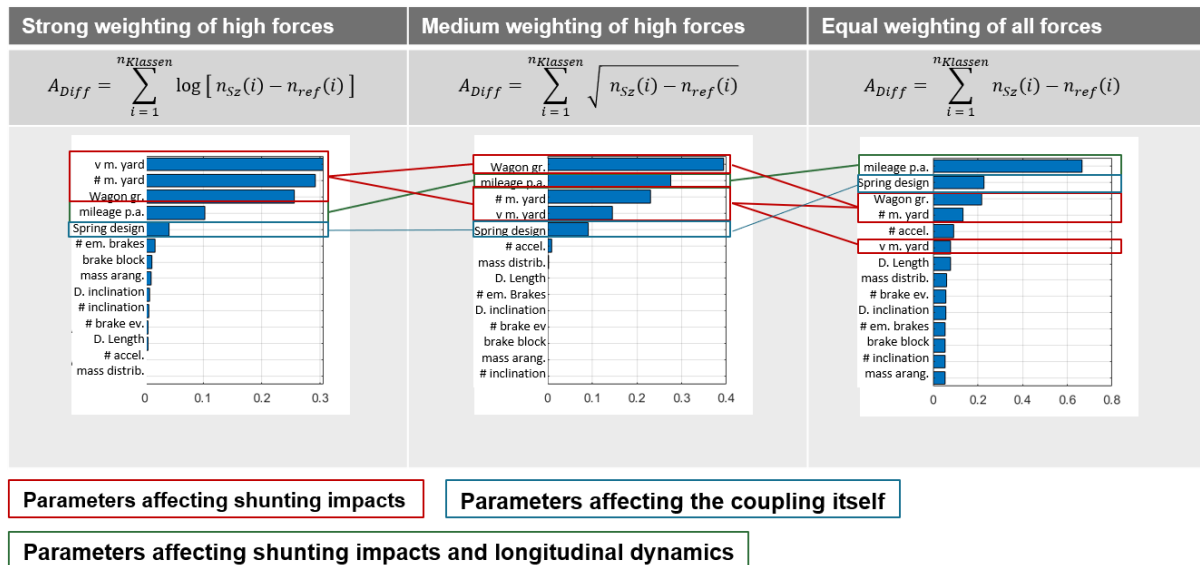 Strong weighting of high forces
Medium weighting of high forces
Equal weighting of all forces
A_Diff = ∑_{i = 1}^{n_Klassen} log [ n_Sz(i) − n_ref(i) ]
A_Diff = ∑_{i = 1}^{n_Klassen} √(n_Sz(i) − n_ref(i))
A_Diff = ∑_{i = 1}^{n_Klassen} n_Sz(i) − n_ref(i)
v m. yard
# m. yard
Wagon gr.
mileage p.a.
Spring design
# em. brakes
brake block
mass arang.
D. inclination
# inclination
# brake ev.
D. Length
# accel.
mass distrib.
0 0.1 0.2 0.3
Wagon gr.
mileage p.a.
# m. yard
v m. yard
Spring design
# accel.
mass distrib.
D. Length
# em. Brakes
D. inclination
# brake ev
brake block
mass arang.
# inclination
0 0.1 0.2 0.3 0.4
mileage p.a.
Spring design
Wagon gr.
# m. yard
# accel.
v m. yard
D. Length
mass distrib.
# brake ev.
D. inclination
# em. brakes
brake block
# inclination
mass arang.
0 0.2 0.4 0.6 0.8
Parameters affecting shunting impacts
Parameters affecting the coupling itself
Parameters affecting shunting impacts and longitudinal dynamics